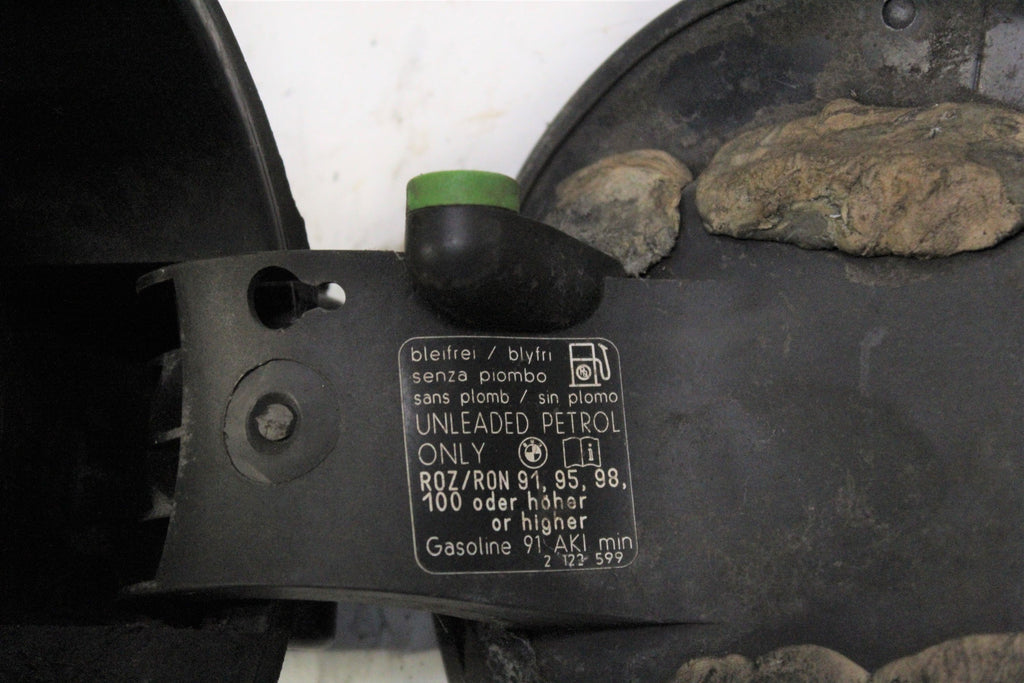 bleifrei / blyfri
senza piombo
sans plomb / sin plomo
UNLEADED PETROL
ONLY
ROZ/RON 91, 95, 98,
100 oder höher
or higher
Gasoline 91 AKI min
2 122 599